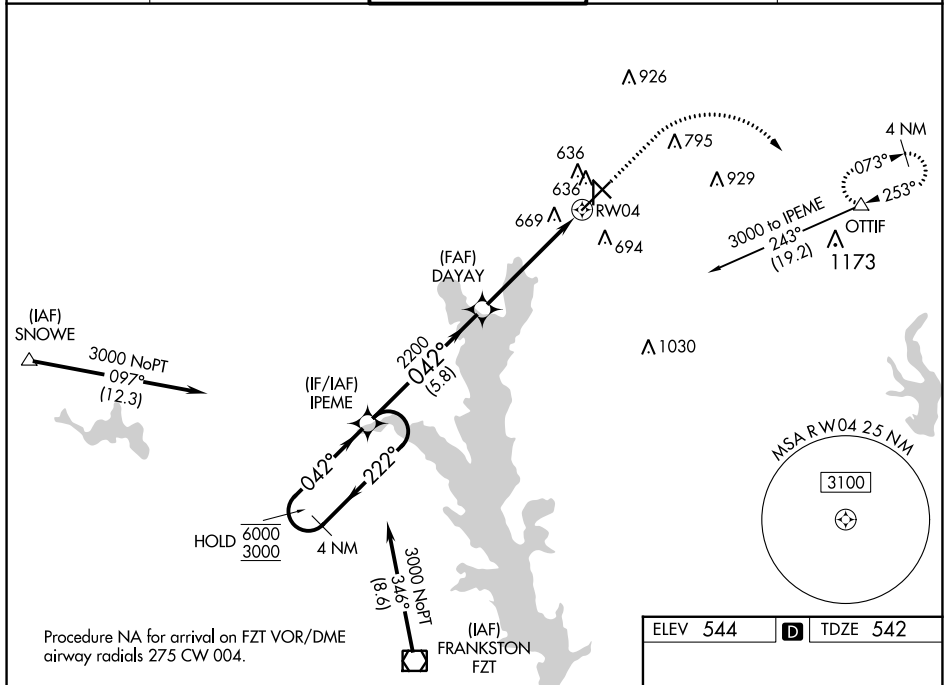 926
795
4 NM
073°
253°
636
636
929
669
RW04
694
3000 to IPEME
243°
(19.2)
OTTIF
1173
(FAF)
DAYAY
(IAF)
SNOWE
3000 NoPT
097°
(12.3)
2200
042°
(5.8)
1030
(IF/IAF)
IPEME
042°
222°
MSA RW04 25 NM
3100
HOLD
6000
3000
4 NM
3000 NoPT
346°
(8.6)
(IAF)
FRANKSTON
FZT
Procedure NA for arrival on FZT VOR/DME
airway radials 275 CW 004.
ELEV 544 D TDZE 542